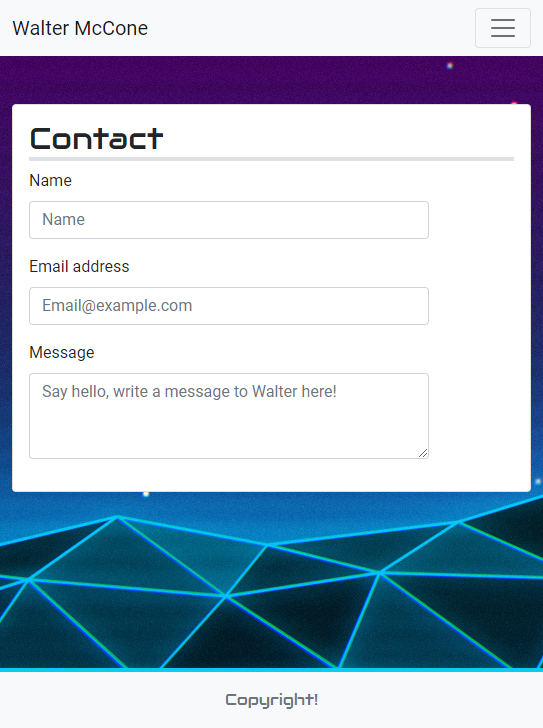 Walter McCone
Contact
Name
Name
Email address
Email@example.com
Message
Say hello, write a message to Walter here!
Copyright!